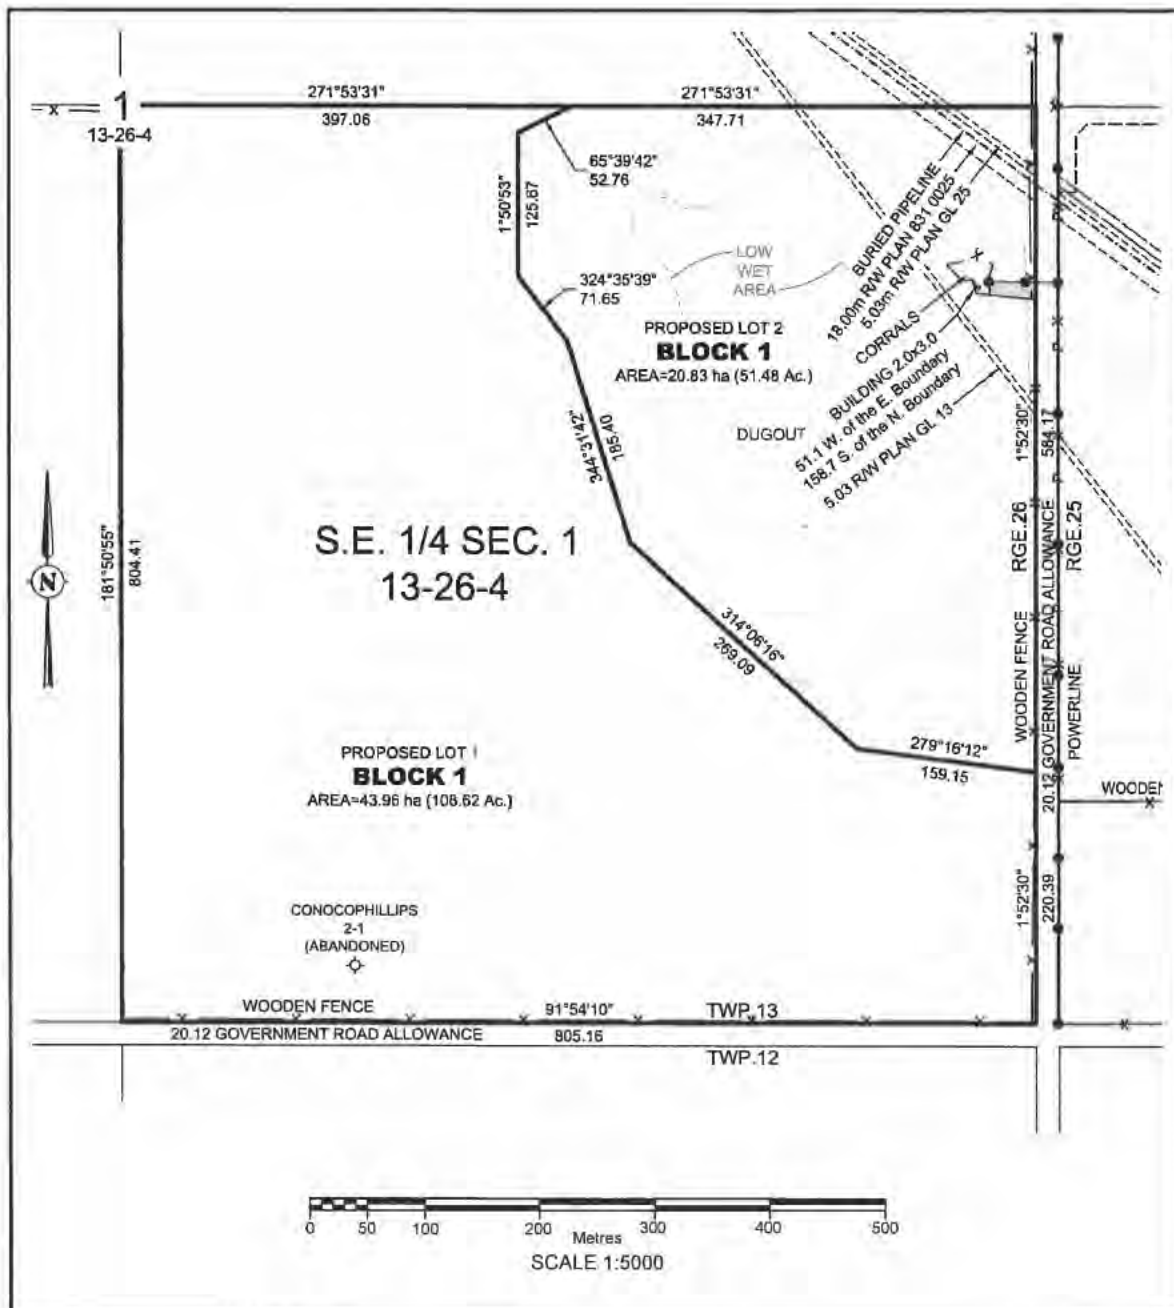 271°53'31"
397.06
271°53'31"
347.71
1
13-26-4
65°39'42"
52.76
1°50'53"
125.87
324°35'39"
71.65
LOW
WET
AREA
BURIED PIPELINE
18.00m R/W PLAN 831 0025
5.03m R/W PLAN GL 25
CORRALS
BUILDING 2.0x3.0
51.1 W. of the E. Boundary
158.7 S. of the N. Boundary
5.03 R/W PLAN GL 13
PROPOSED LOT 2
BLOCK 1
AREA=20.83 ha (51.48 Ac.)
DUGOUT
344°31'42"
185.40
1°52'30"
584.17
181°50'55"
804.41
N
S.E. 1/4 SEC. 1
13-26-4
RGE.26
RGE.25
314°06'16"
269.09
WOODEN FENCE
20.12 GOVERNMENT ROAD ALLOWANCE
POWERLINE
279°16'12"
159.15
WOODEN
PROPOSED LOT 1
BLOCK 1
AREA=43.96 ha (108.62 Ac.)
1°52'30"
220.39
CONOCOPHILLIPS
2-1
(ABANDONED)
WOODEN FENCE
91°54'10"
TWP.13
20.12 GOVERNMENT ROAD ALLOWANCE
805.16
TWP.12
0 50 100 200 300 400 500
Metres
SCALE 1:5000